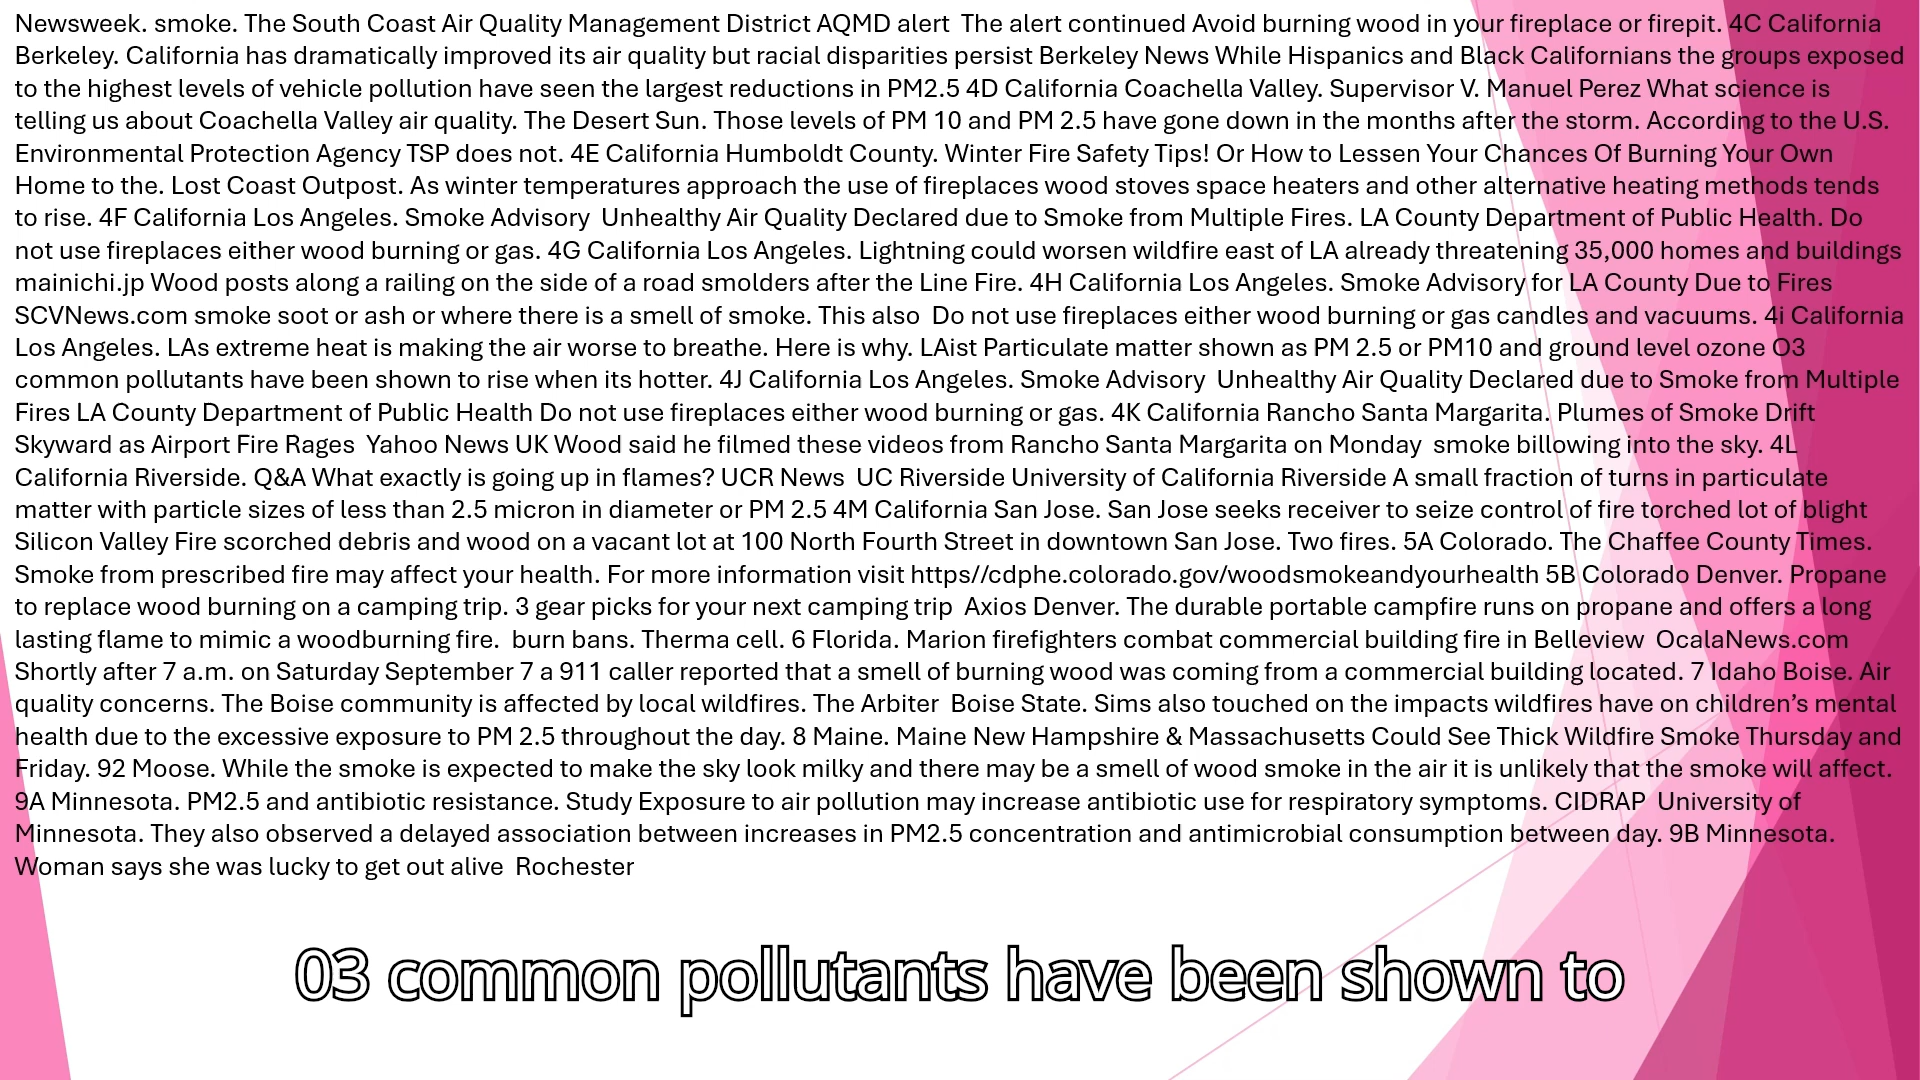 Newsweek. smoke. The South Coast Air Quality Management District AQMD alert  The alert continued Avoid burning wood in your fireplace or firepit. 4C California
Berkeley. California has dramatically improved its air quality but racial disparities persist Berkeley News While Hispanics and Black Californians the groups exposed
to the highest levels of vehicle pollution have seen the largest reductions in PM2.5 4D California Coachella Valley. Supervisor V. Manuel Perez What science is
telling us about Coachella Valley air quality. The Desert Sun. Those levels of PM 10 and PM 2.5 have gone down in the months after the storm. According to the U.S.
Environmental Protection Agency TSP does not. 4E California Humboldt County. Winter Fire Safety Tips! Or How to Lessen Your Chances Of Burning Your Own
Home to the. Lost Coast Outpost. As winter temperatures approach the use of fireplaces wood stoves space heaters and other alternative heating methods tends
to rise. 4F California Los Angeles. Smoke Advisory  Unhealthy Air Quality Declared due to Smoke from Multiple Fires. LA County Department of Public Health. Do
not use fireplaces either wood burning or gas. 4G California Los Angeles. Lightning could worsen wildfire east of LA already threatening 35,000 homes and buildings
mainichi.jp Wood posts along a railing on the side of a road smolders after the Line Fire. 4H California Los Angeles. Smoke Advisory for LA County Due to Fires
SCVNews.com smoke soot or ash or where there is a smell of smoke. This also  Do not use fireplaces either wood burning or gas candles and vacuums. 4i California
Los Angeles. LAs extreme heat is making the air worse to breathe. Here is why. LAist Particulate matter shown as PM 2.5 or PM10 and ground level ozone O3
common pollutants have been shown to rise when its hotter. 4J California Los Angeles. Smoke Advisory  Unhealthy Air Quality Declared due to Smoke from Multiple
Fires LA County Department of Public Health Do not use fireplaces either wood burning or gas. 4K California Rancho Santa Margarita. Plumes of Smoke Drift
Skyward as Airport Fire Rages  Yahoo News UK Wood said he filmed these videos from Rancho Santa Margarita on Monday  smoke billowing into the sky. 4L
California Riverside. Q&A What exactly is going up in flames? UCR News  UC Riverside University of California Riverside A small fraction of turns in particulate
matter with particle sizes of less than 2.5 micron in diameter or PM 2.5 4M California San Jose. San Jose seeks receiver to seize control of fire torched lot of blight
Silicon Valley Fire scorched debris and wood on a vacant lot at 100 North Fourth Street in downtown San Jose. Two fires. 5A Colorado. The Chaffee County Times.
Smoke from prescribed fire may affect your health. For more information visit https//cdphe.colorado.gov/woodsmokeandyourhealth 5B Colorado Denver. Propane
to replace wood burning on a camping trip. 3 gear picks for your next camping trip  Axios Denver. The durable portable campfire runs on propane and offers a long
lasting flame to mimic a woodburning fire.  burn bans. Therma cell. 6 Florida. Marion firefighters combat commercial building fire in Belleview  OcalaNews.com
Shortly after 7 a.m. on Saturday September 7 a 911 caller reported that a smell of burning wood was coming from a commercial building located. 7 Idaho Boise. Air
quality concerns. The Boise community is affected by local wildfires. The Arbiter  Boise State. Sims also touched on the impacts wildfires have on children’s mental
health due to the excessive exposure to PM 2.5 throughout the day. 8 Maine. Maine New Hampshire & Massachusetts Could See Thick Wildfire Smoke Thursday and
Friday. 92 Moose. While the smoke is expected to make the sky look milky and there may be a smell of wood smoke in the air it is unlikely that the smoke will affect.
9A Minnesota. PM2.5 and antibiotic resistance. Study Exposure to air pollution may increase antibiotic use for respiratory symptoms. CIDRAP  University of
Minnesota. They also observed a delayed association between increases in PM2.5 concentration and antimicrobial consumption between day. 9B Minnesota.
Woman says she was lucky to get out alive  Rochester
03 common pollutants have been shown to